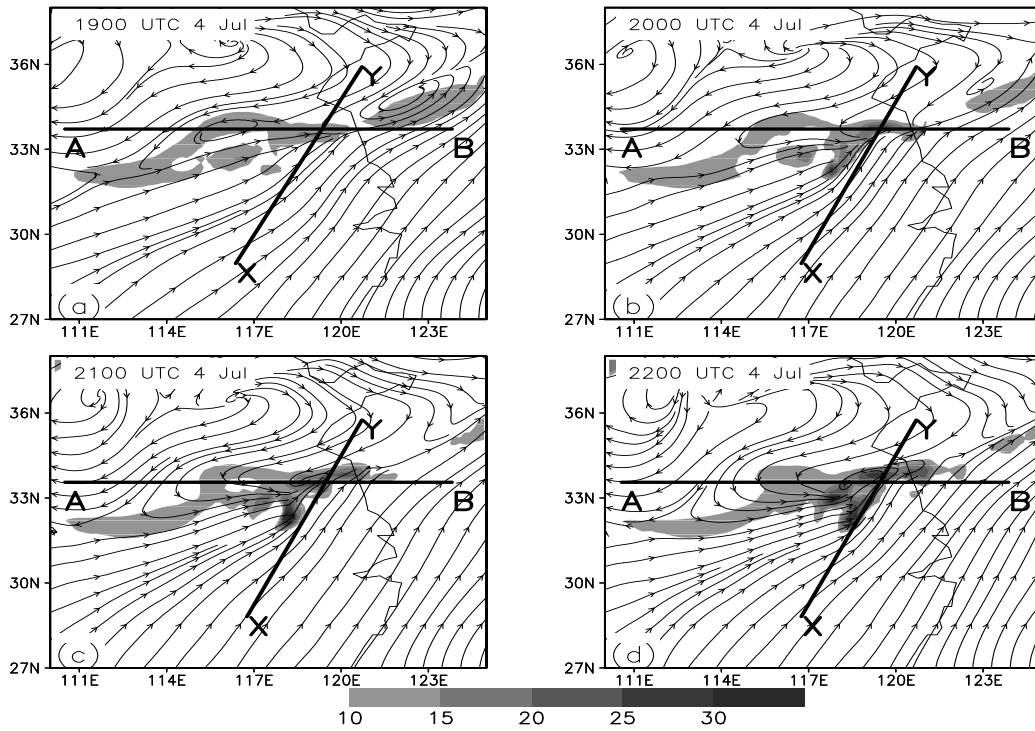 1900 UTC 4 Jul
2000 UTC 4 Jul
36N
33N
30N
27N
A
B
X
Y
(a)
111E 114E 117E 120E 123E
36N
33N
30N
27N
A
B
X
Y
(b)
111E 114E 117E 120E 123E
2100 UTC 4 Jul
2200 UTC 4 Jul
36N
33N
30N
27N
A
B
X
Y
(c)
111E 114E 117E 120E 123E
36N
33N
30N
27N
A
B
X
Y
(d)
111E 114E 117E 120E 123E
10 15 20 25 30